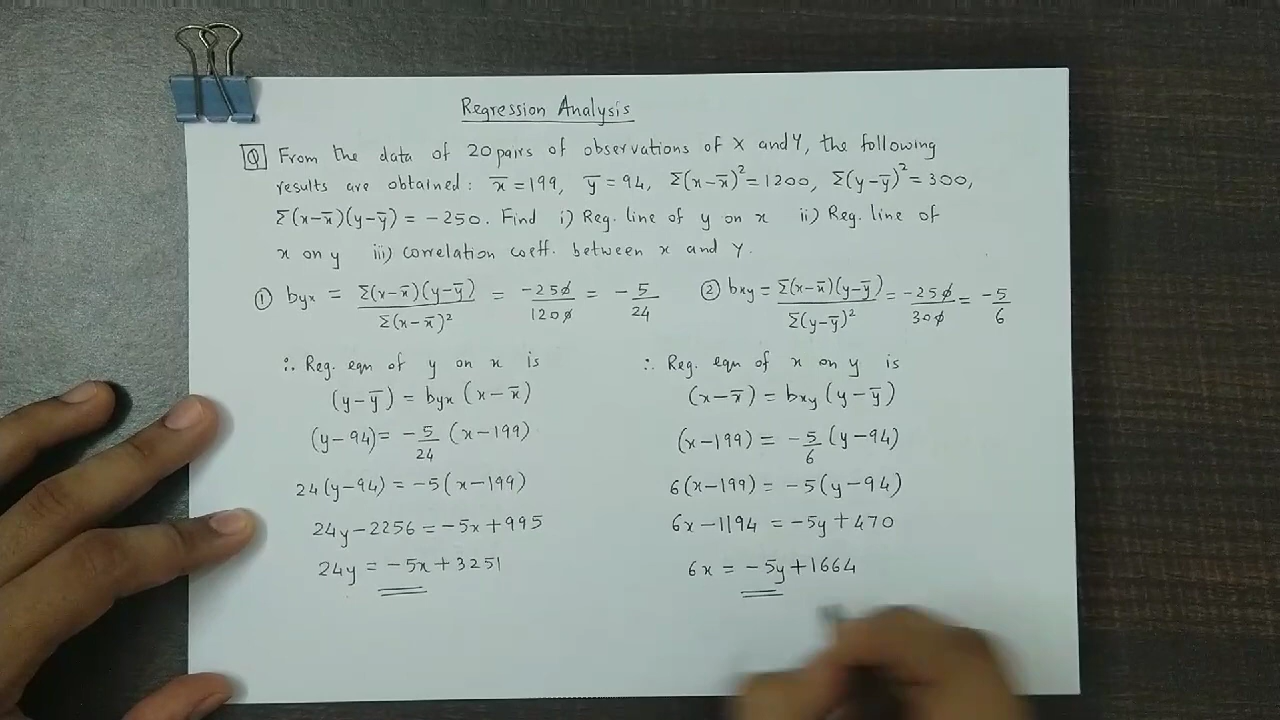 Regression Analysis
Q From the data of 20 pairs of observations of X and Y, the following
results are obtained: x̅ = 199, y̅ = 94, Σ(x-x̅)² = 1200, Σ(y-y̅)² = 300,
Σ(x-x̅)(y-y̅) = -250. Find i) Reg. line of y on x ii) Reg. line of
x on y iii) correlation coeff. between x and y.
① byx = Σ(x-x̅)(y-y̅)/Σ(x-x̅)² = -250/1200 = -5/24
∴ Reg. eqn of y on x is
(y-y̅) = byx (x-x̅)
(y-94) = -5/24 (x-199)
24(y-94) = -5(x-199)
24y-2256 = -5x+995
24y = -5x+3251
② bxy = Σ(x-x̅)(y-y̅)/Σ(y-y̅)² = -250/300 = -5/6
∴ Reg. eqn of x on y is
(x-x̅) = bxy (y-y̅)
(x-199) = -5/6 (y-94)
6(x-199) = -5(y-94)
6x-1194 = -5y+470
6x = -5y+1664